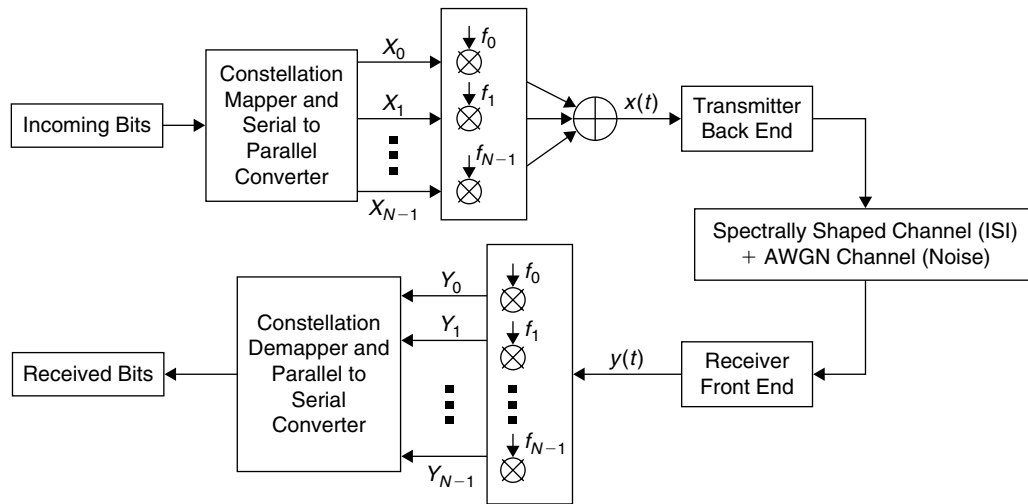 Incoming Bits
Constellation
Mapper and
Serial to
Parallel
Converter
X0
X1
XN−1
f0
f1
fN−1
x(t)
Transmitter
Back End
Spectrally Shaped Channel (ISI)
+ AWGN Channel (Noise)
Receiver
Front End
y(t)
f0
f1
fN−1
Y0
Y1
YN−1
Constellation
Demapper and
Parallel to
Serial
Converter
Received Bits